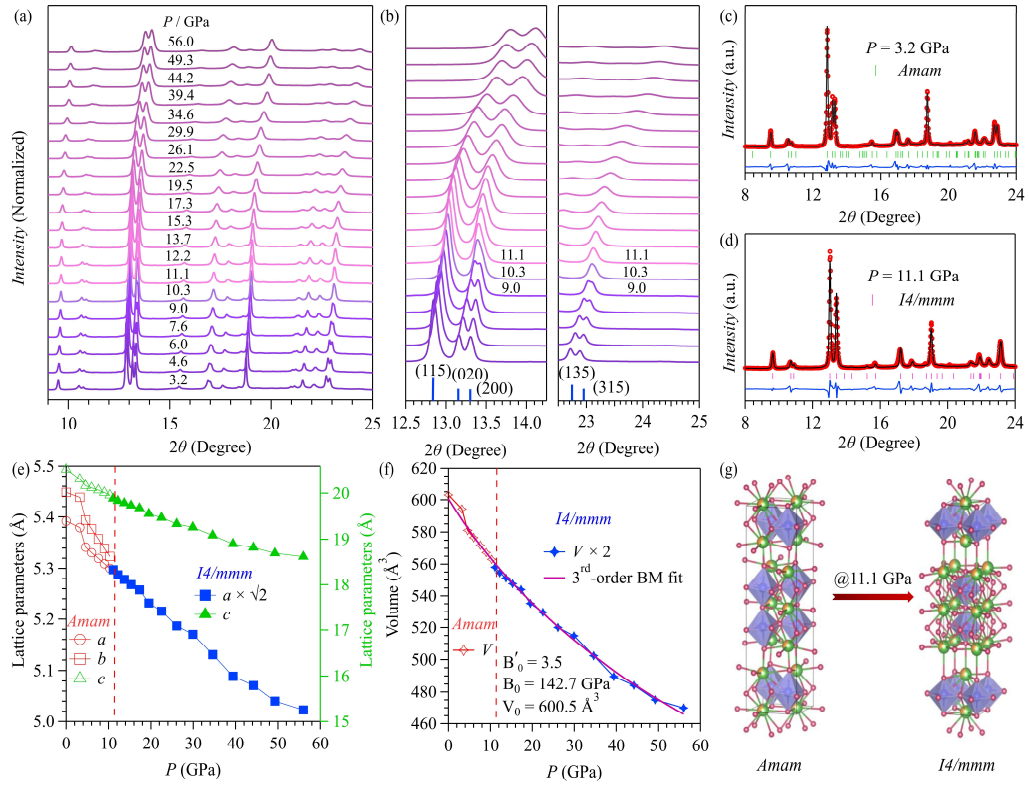 (a)
P / GPa
56.0
49.3
44.2
39.4
34.6
29.9
26.1
22.5
19.5
17.3
15.3
13.7
12.2
11.1
10.3
9.0
7.6
6.0
4.6
3.2
Intensity (Normalized)
10 15 20 25
2θ (Degree)
(b)
11.1
10.3
9.0
(115)
(020)
(200)
12.5 13.0 13.5 14.0
2θ (Degree)
11.1
10.3
9.0
(135)
(315)
23 24 25
2θ (Degree)
(c)
P = 3.2 GPa
Amam
Intensity (a.u.)
8 12 16 20 24
2θ (Degree)
(d)
P = 11.1 GPa
I4/mmm
Intensity (a.u.)
8 12 16 20 24
2θ (Degree)
(e)
5.5
5.4
5.3
5.2
5.1
5.0
Lattice parameters (Å)
I4/mmm
a × √2
c
Amam
a
b
c
20
19
18
17
16
15
Lattice parameters (Å)
0 10 20 30 40 50 60
P (GPa)
(f)
620
600
580
560
540
520
500
480
460
Volume (Å³)
I4/mmm
V × 2
3rd-order BM fit
Amam
V
B′0 = 3.5
B0 = 142.7 GPa
V0 = 600.5 Å³
0 10 20 30 40 50 60
P (GPa)
(g)
@11.1 GPa
Amam
I4/mmm